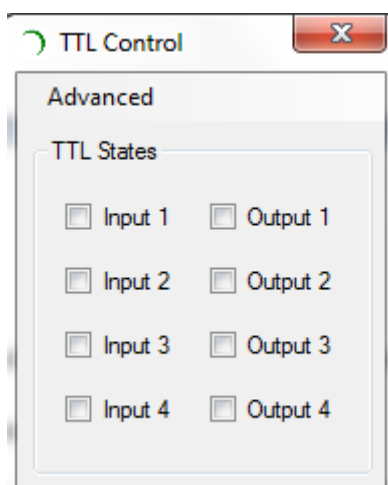 TTL Control
Advanced
TTL States
Input 1 Output 1
Input 2 Output 2
Input 3 Output 3
Input 4 Output 4